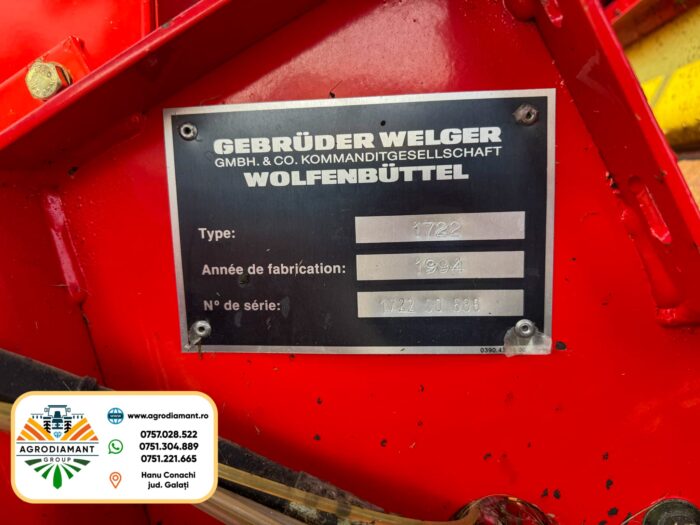 GEBRÜDER WELGER
GMBH. & CO. KOMMANDITGESELLSCHAFT
WOLFENBÜTTEL
Type: 1722
Année de fabrication: 1994
N° de série: 1722
www.agrodiamant.ro
0757.028.522
0751.304.889
0751.221.665
Hanu Conachi
jud. Galați
AGRODIAMANT
GROUP